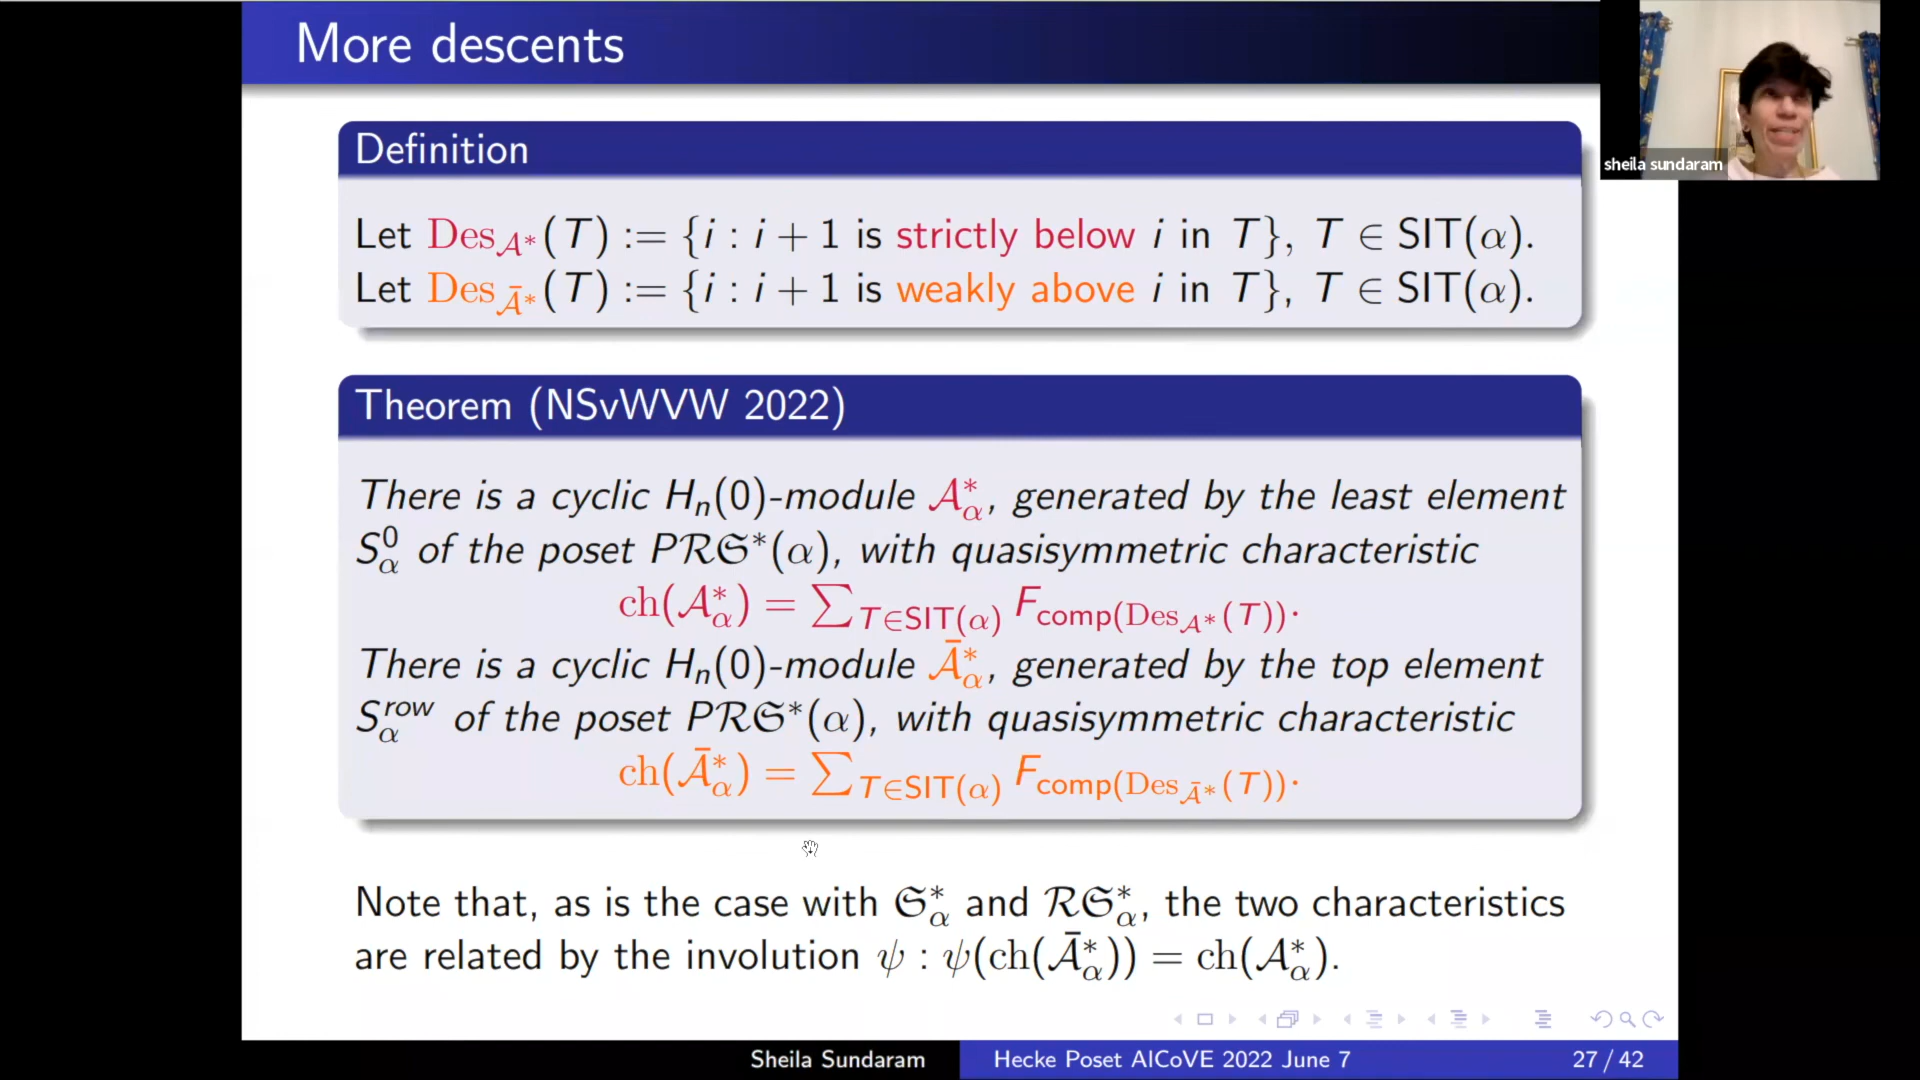 More descents
sheila sundaram
Definition
Let Des_{𝒜*}(T) := {i : i + 1 is strictly below i in T}, T ∈ SIT(α).
Let Des_{𝒜̄*}(T) := {i : i + 1 is weakly above i in T}, T ∈ SIT(α).
Theorem (NSvWVW 2022)
There is a cyclic H_n(0)-module 𝒜*_α, generated by the least element
S^0_α of the poset Pℛ𝔖*(α), with quasisymmetric characteristic
ch(𝒜*_α) = ∑_{T∈SIT(α)} F_{comp(Des_{𝒜*}(T))}.
There is a cyclic H_n(0)-module 𝒜̄*_α, generated by the top element
S^{row}_α of the poset Pℛ𝔖*(α), with quasisymmetric characteristic
ch(𝒜̄*_α) = ∑_{T∈SIT(α)} F_{comp(Des_{𝒜̄*}(T))}.
Note that, as is the case with 𝔖*_α and ℛ𝔖*_α, the two characteristics
are related by the involution ψ : ψ(ch(𝒜̄*_α)) = ch(𝒜*_α).
Sheila Sundaram
Hecke Poset AlCoVE 2022 June 7
27 / 42